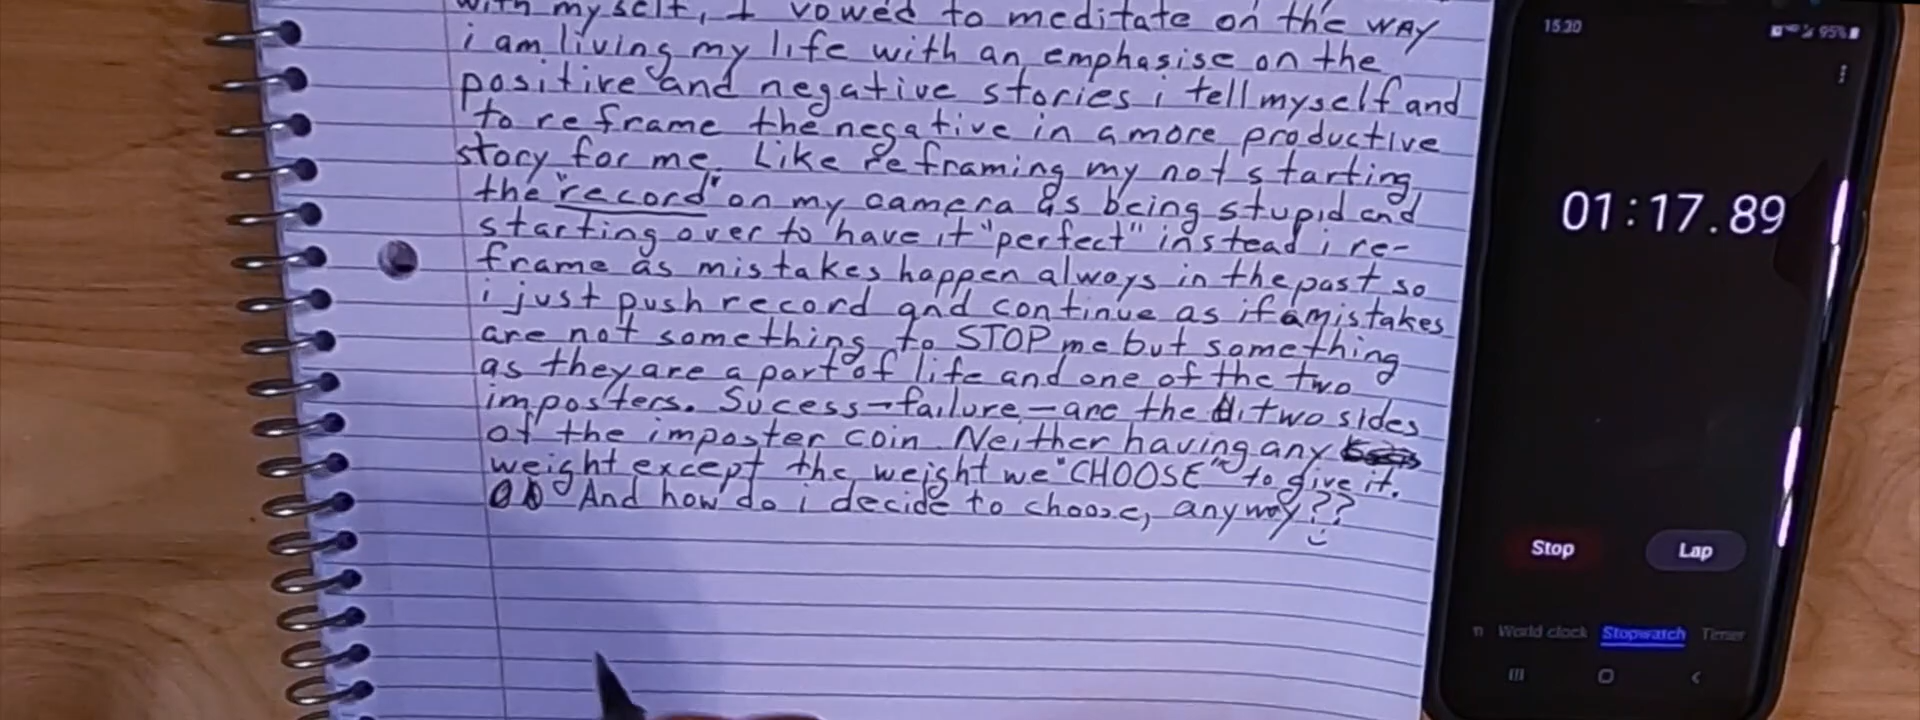 with myself, I vowed to meditate on the way
i am living my life with an emphasise on the
positive and negative stories i tell myself and
to reframe the negative in a more productive
story for me. Like reframing my not starting
the "record" on my camera as being stupid and
starting over to have it "perfect" instead i re-
frame as mistakes happen always in the past so
i just push record and continue as if a mistakes
are not something to STOP me but something
as they are a part of life and one of the two
imposters. Sucess - failure - are the two sides
of the imposter coin Neither having any
weight except the weight we "CHOOSE" to give it.
And how do i decide to choose, anyway??
15:20
95%
01:17.89
Stop
Lap
World clock
Stopwatch
Timer